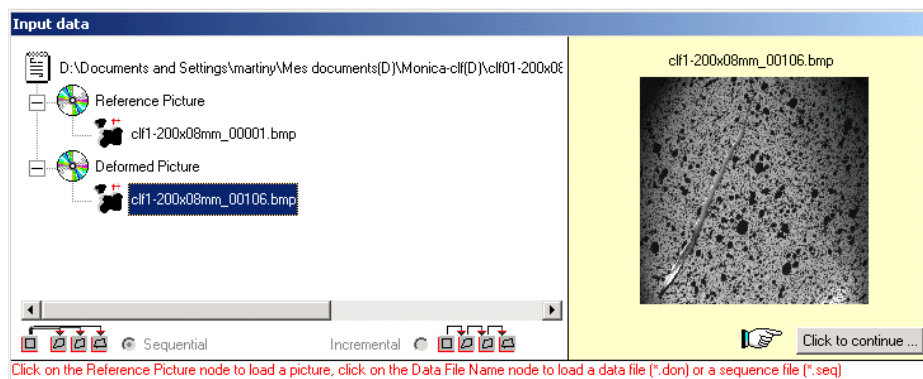 Input data
D:\Documents and Settings\martiny\Mes documents(D)\Monica-clf(D)\clf01-200x08
Reference Picture
clf1-200x08mm_00001.bmp
Deformed Picture
clf1-200x08mm_00106.bmp
Sequential
Incremental
clf1-200x08mm_00106.bmp
Click to continue ...
Click on the Reference Picture node to load a picture, click on the Data File Name node to load a data file (*.don) or a sequence file (*.seq)